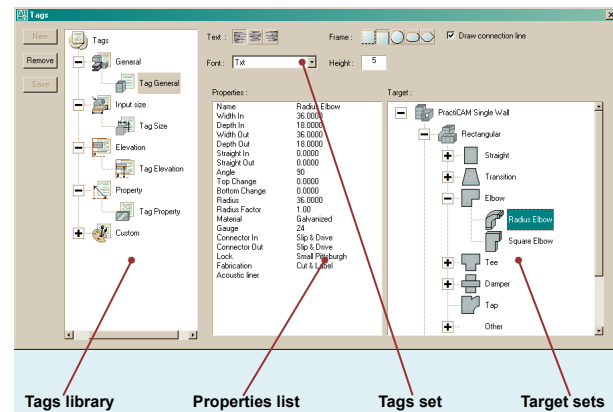 Tags
New
Remove
Save
Tags
General
Tag General
Input size
Tag Size
Elevation
Tag Elevation
Property
Tag Property
Custom
Text :
Frame :
Draw connection line
Font :
Txt
Height :
5
Properties :
Name Radius Elbow
Width In 36.0000
Depth In 18.0000
Width Out 36.0000
Depth Out 18.0000
Straight In 0.0000
Straight Out 0.0000
Angle 90
Top Change 0.0000
Bottom Change 0.0000
Radius 36.0000
Radius Factor 1.00
Material Galvanized
Gauge 24
Connector In Slip & Drive
Connector Out Slip & Drive
Lock Small Pittsburgh
Fabrication Cut & Label
Acoustic liner
Target :
PractiCAM Single Wall
Rectangular
Straight
Transition
Elbow
Radius Elbow
Square Elbow
Tee
Damper
Tap
Other
Tags library
Properties list
Tags set
Target sets